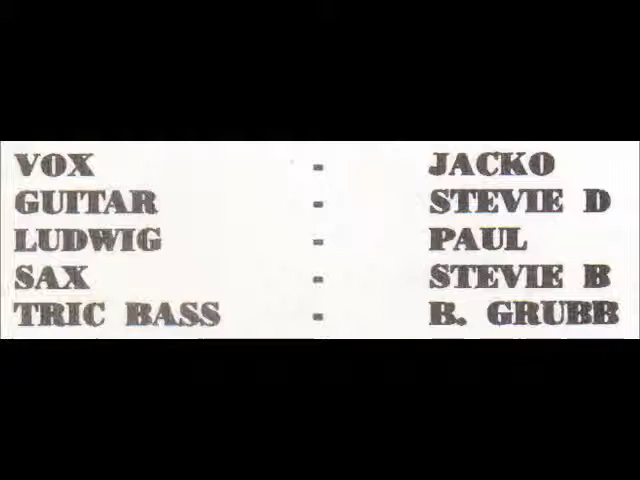 VOX - JACKO
GUITAR - STEVIE D
LUDWIG - PAUL
SAX - STEVIE B
TRIC BASS - B. GRUBB